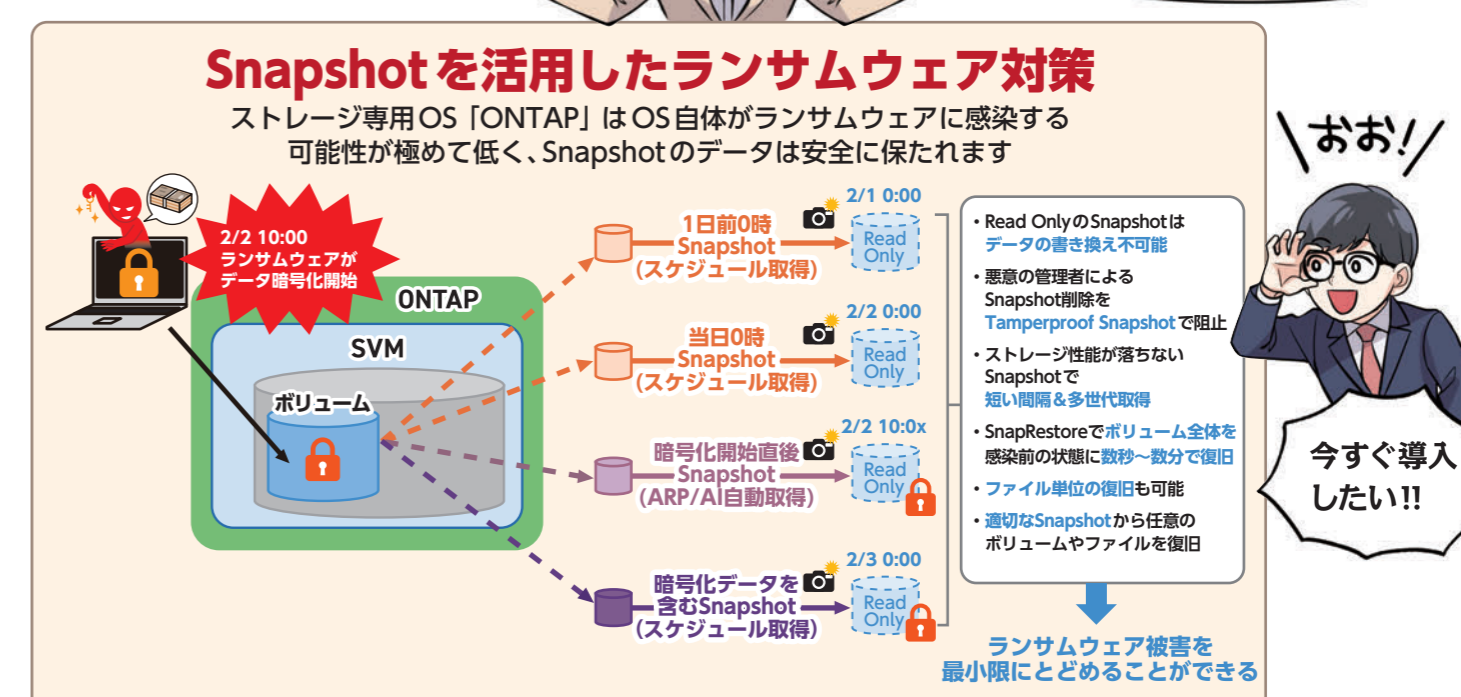 Snapshotを活用したランサムウェア対策
ストレージ専用OS「ONTAP」はOS自体がランサムウェアに感染する
可能性が極めて低く、Snapshotのデータは安全に保たれます
2/2 10:00
ランサムウェアが
データ暗号化開始
ONTAP
SVM
ボリューム
1日前0時
Snapshot
(スケジュール取得)
2/1 0:00
Read
Only
当日0時
Snapshot
(スケジュール取得)
2/2 0:00
Read
Only
暗号化開始直後
Snapshot
(ARP/AI自動取得)
2/2 10:0x
Read
Only
暗号化データを
含むSnapshot
(スケジュール取得)
2/3 0:00
Read
Only
・Read OnlyのSnapshotは
データの書き換え不可能
・悪意の管理者による
Snapshot削除を
Tamperproof Snapshotで阻止
・ストレージ性能が落ちない
Snapshotで
短い間隔&多世代取得
・SnapRestoreでボリューム全体を
感染前の状態に数秒〜数分で復旧
・ファイル単位の復旧も可能
・適切なSnapshotから任意の
ボリュームやファイルを復旧
ランサムウェア被害を
最小限にとどめることができる
おお!
今すぐ導入
したい!!